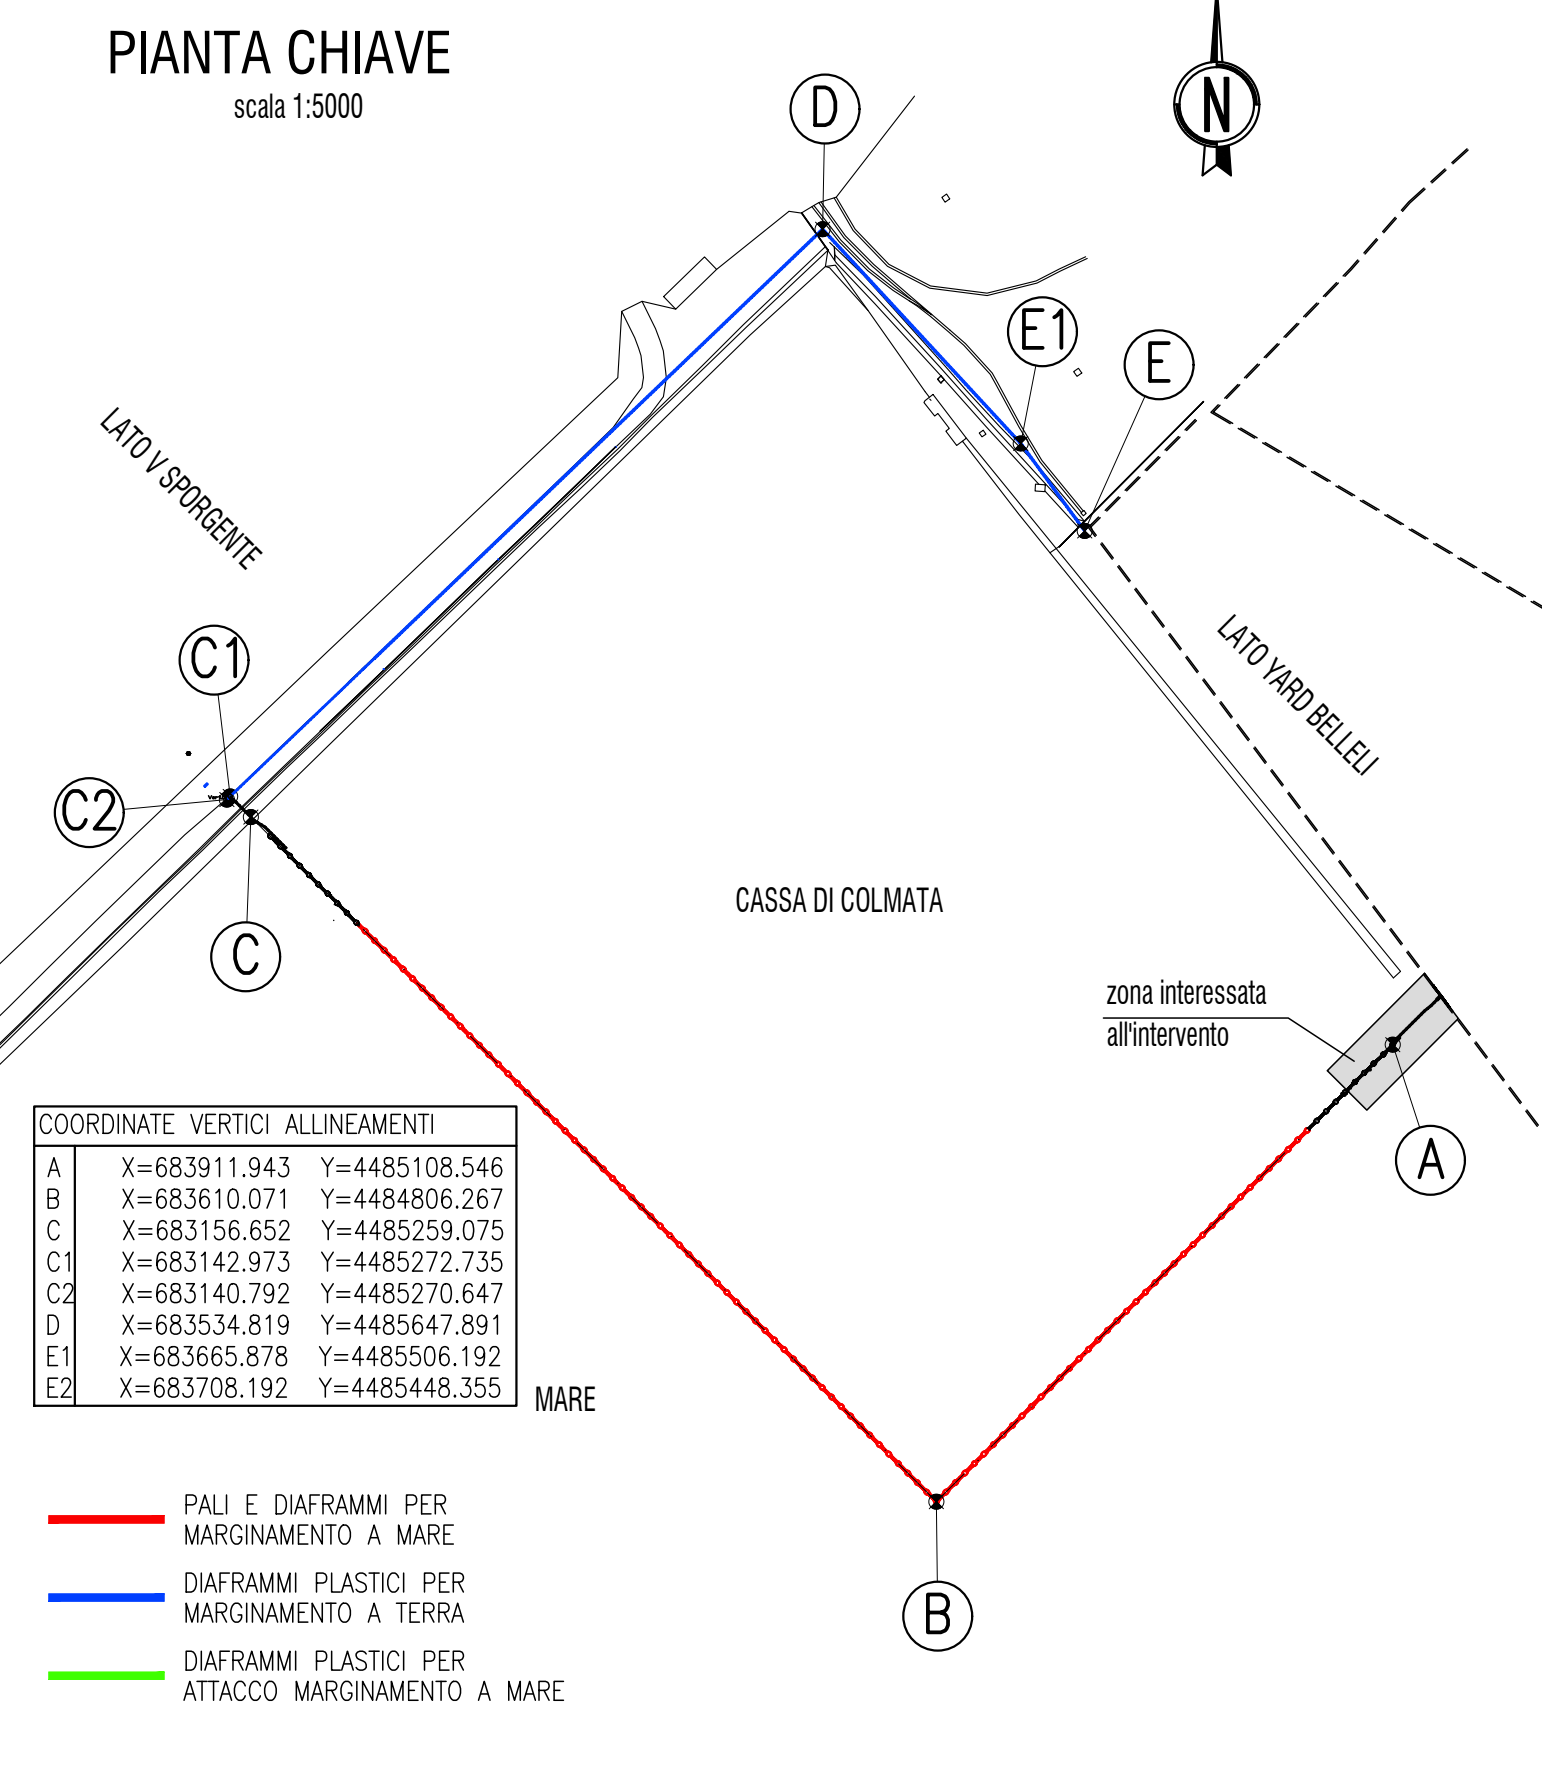 PIANTA CHIAVE
scala 1:5000
N
D
E1
E
LATO V SPORGENTE
C1
LATO YARD BELLELI
C2
CASSA DI COLMATA
C
zona interessata
all'intervento
A
COORDINATE VERTICI ALLINEAMENTI
A X=683911.943 Y=4485108.546
B X=683610.071 Y=4484806.267
C X=683156.652 Y=4485259.075
C1 X=683142.973 Y=4485272.735
C2 X=683140.792 Y=4485270.647
D X=683534.819 Y=4485647.891
E1 X=683665.878 Y=4485506.192
E2 X=683708.192 Y=4485448.355
MARE
PALI E DIAFRAMMI PER
MARGINAMENTO A MARE
DIAFRAMMI PLASTICI PER
MARGINAMENTO A TERRA
B
DIAFRAMMI PLASTICI PER
ATTACCO MARGINAMENTO A MARE